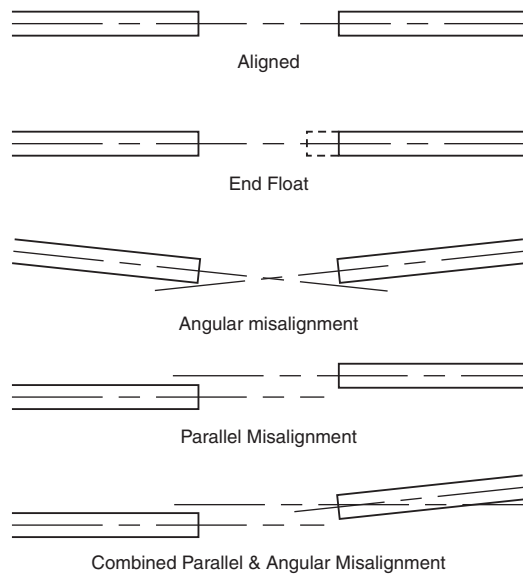 Aligned
End Float
Angular misalignment
Parallel Misalignment
Combined Parallel & Angular Misalignment